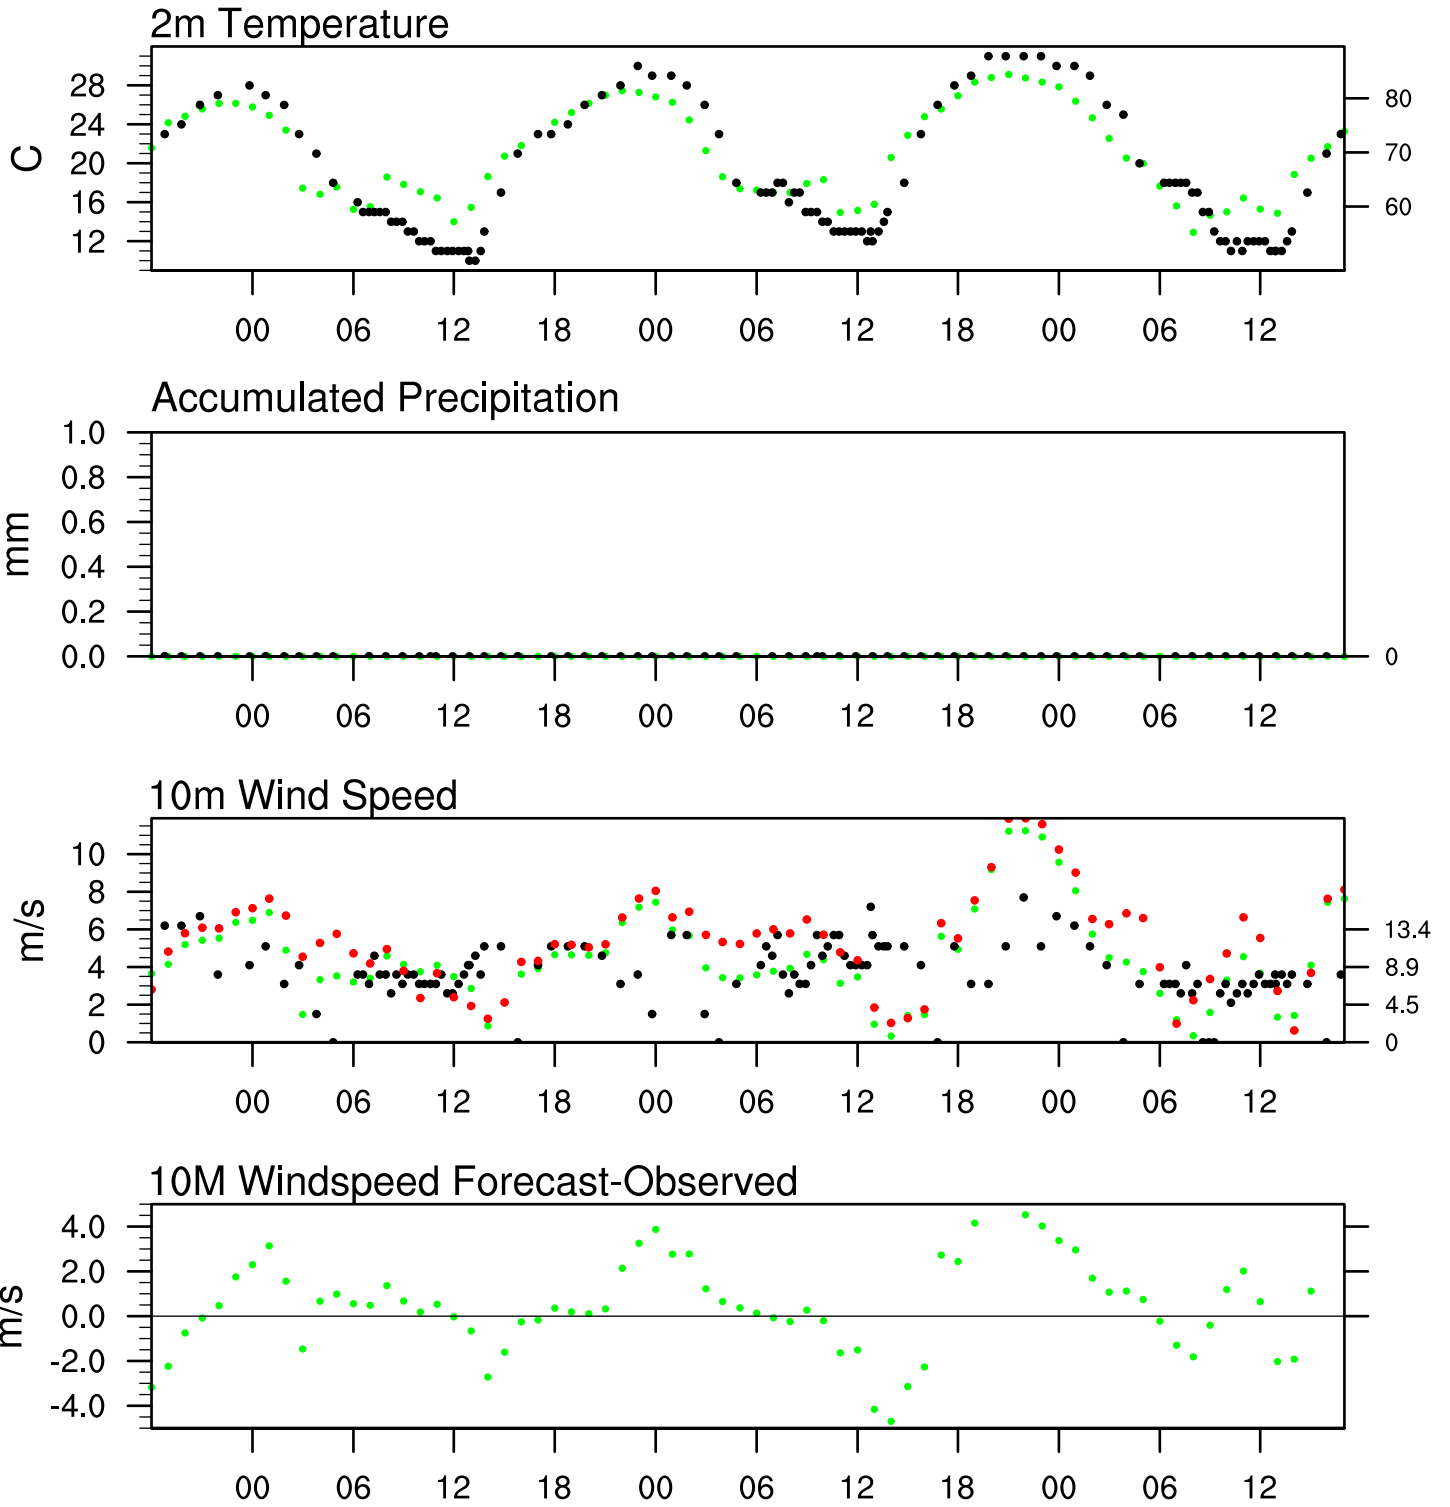 2m Temperature
C
28
24
20
16
12
80
70
60
00 06 12 18 00 06 12 18 00 06 12
Accumulated Precipitation
mm
1.0
0.8
0.6
0.4
0.2
0.0
0
00 06 12 18 00 06 12 18 00 06 12
10m Wind Speed
m/s
10
8
6
4
2
0
13.4
8.9
4.5
0
00 06 12 18 00 06 12 18 00 06 12
10M Windspeed Forecast-Observed
m/s
4.0
2.0
0.0
-2.0
-4.0
00 06 12 18 00 06 12 18 00 06 12